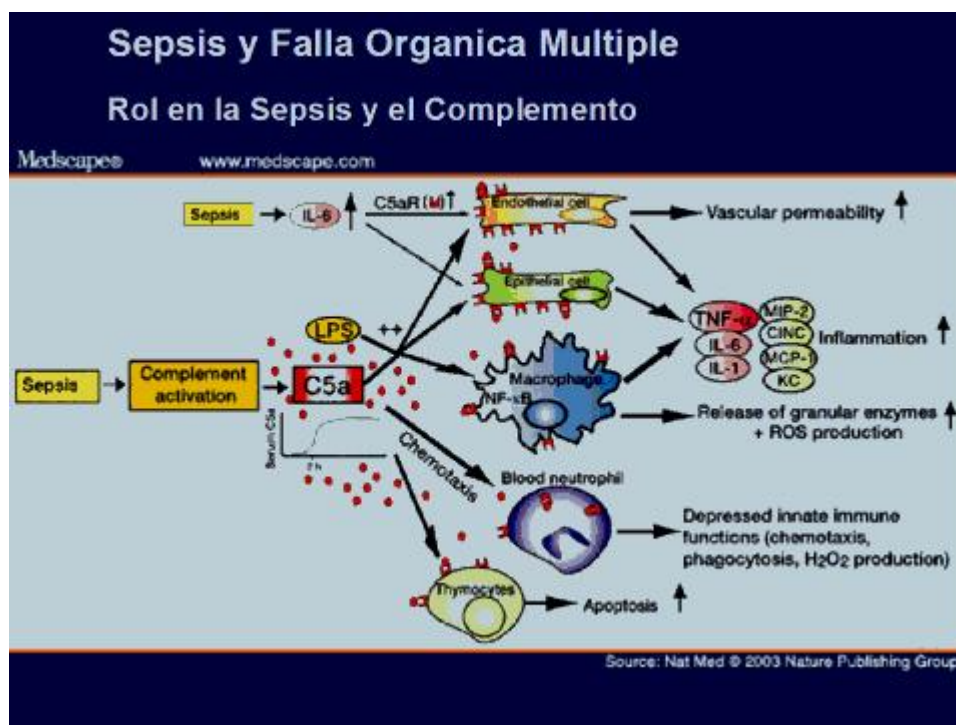 Sepsis y Falla Organica Multiple
Rol en la Sepsis y el Complemento
Medscape® www.medscape.com
Sepsis
IL-6
C5aR (M)
Endothelial cell
Vascular permeability
Epithelial cell
LPS
++
TNF-α
IL-6
IL-1
MIP-2
CINC
MCP-1
KC
Inflammation
Sepsis
Complement
activation
C5a
Macrophage
NF-κB
Release of granular enzymes
+ ROS production
Serum C5a
2 h
Chemotaxis
Blood neutrophil
Depressed innate immune
functions (chemotaxis,
phagocytosis, H2O2 production)
Thymocytes
Apoptosis
Source: Nat Med © 2003 Nature Publishing Group